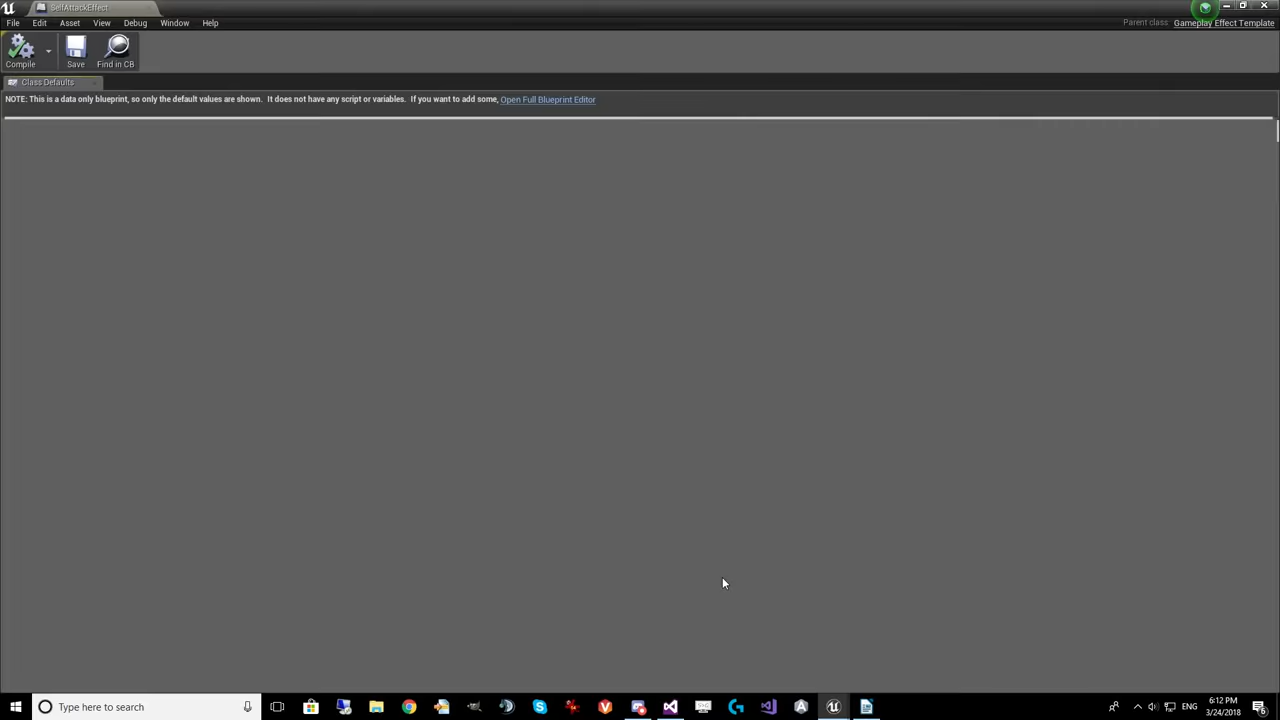 SelfAttackEffect
File Edit Asset View Debug Window Help
Parent class: Gameplay Effect Template
Compile Save Find in CB
Class Defaults
NOTE: This is a data only blueprint, so only the default values are shown. It does not have any script or variables. If you want to add some, Open Full Blueprint Editor
Type here to search
ENG
6:12 PM
3/24/2018